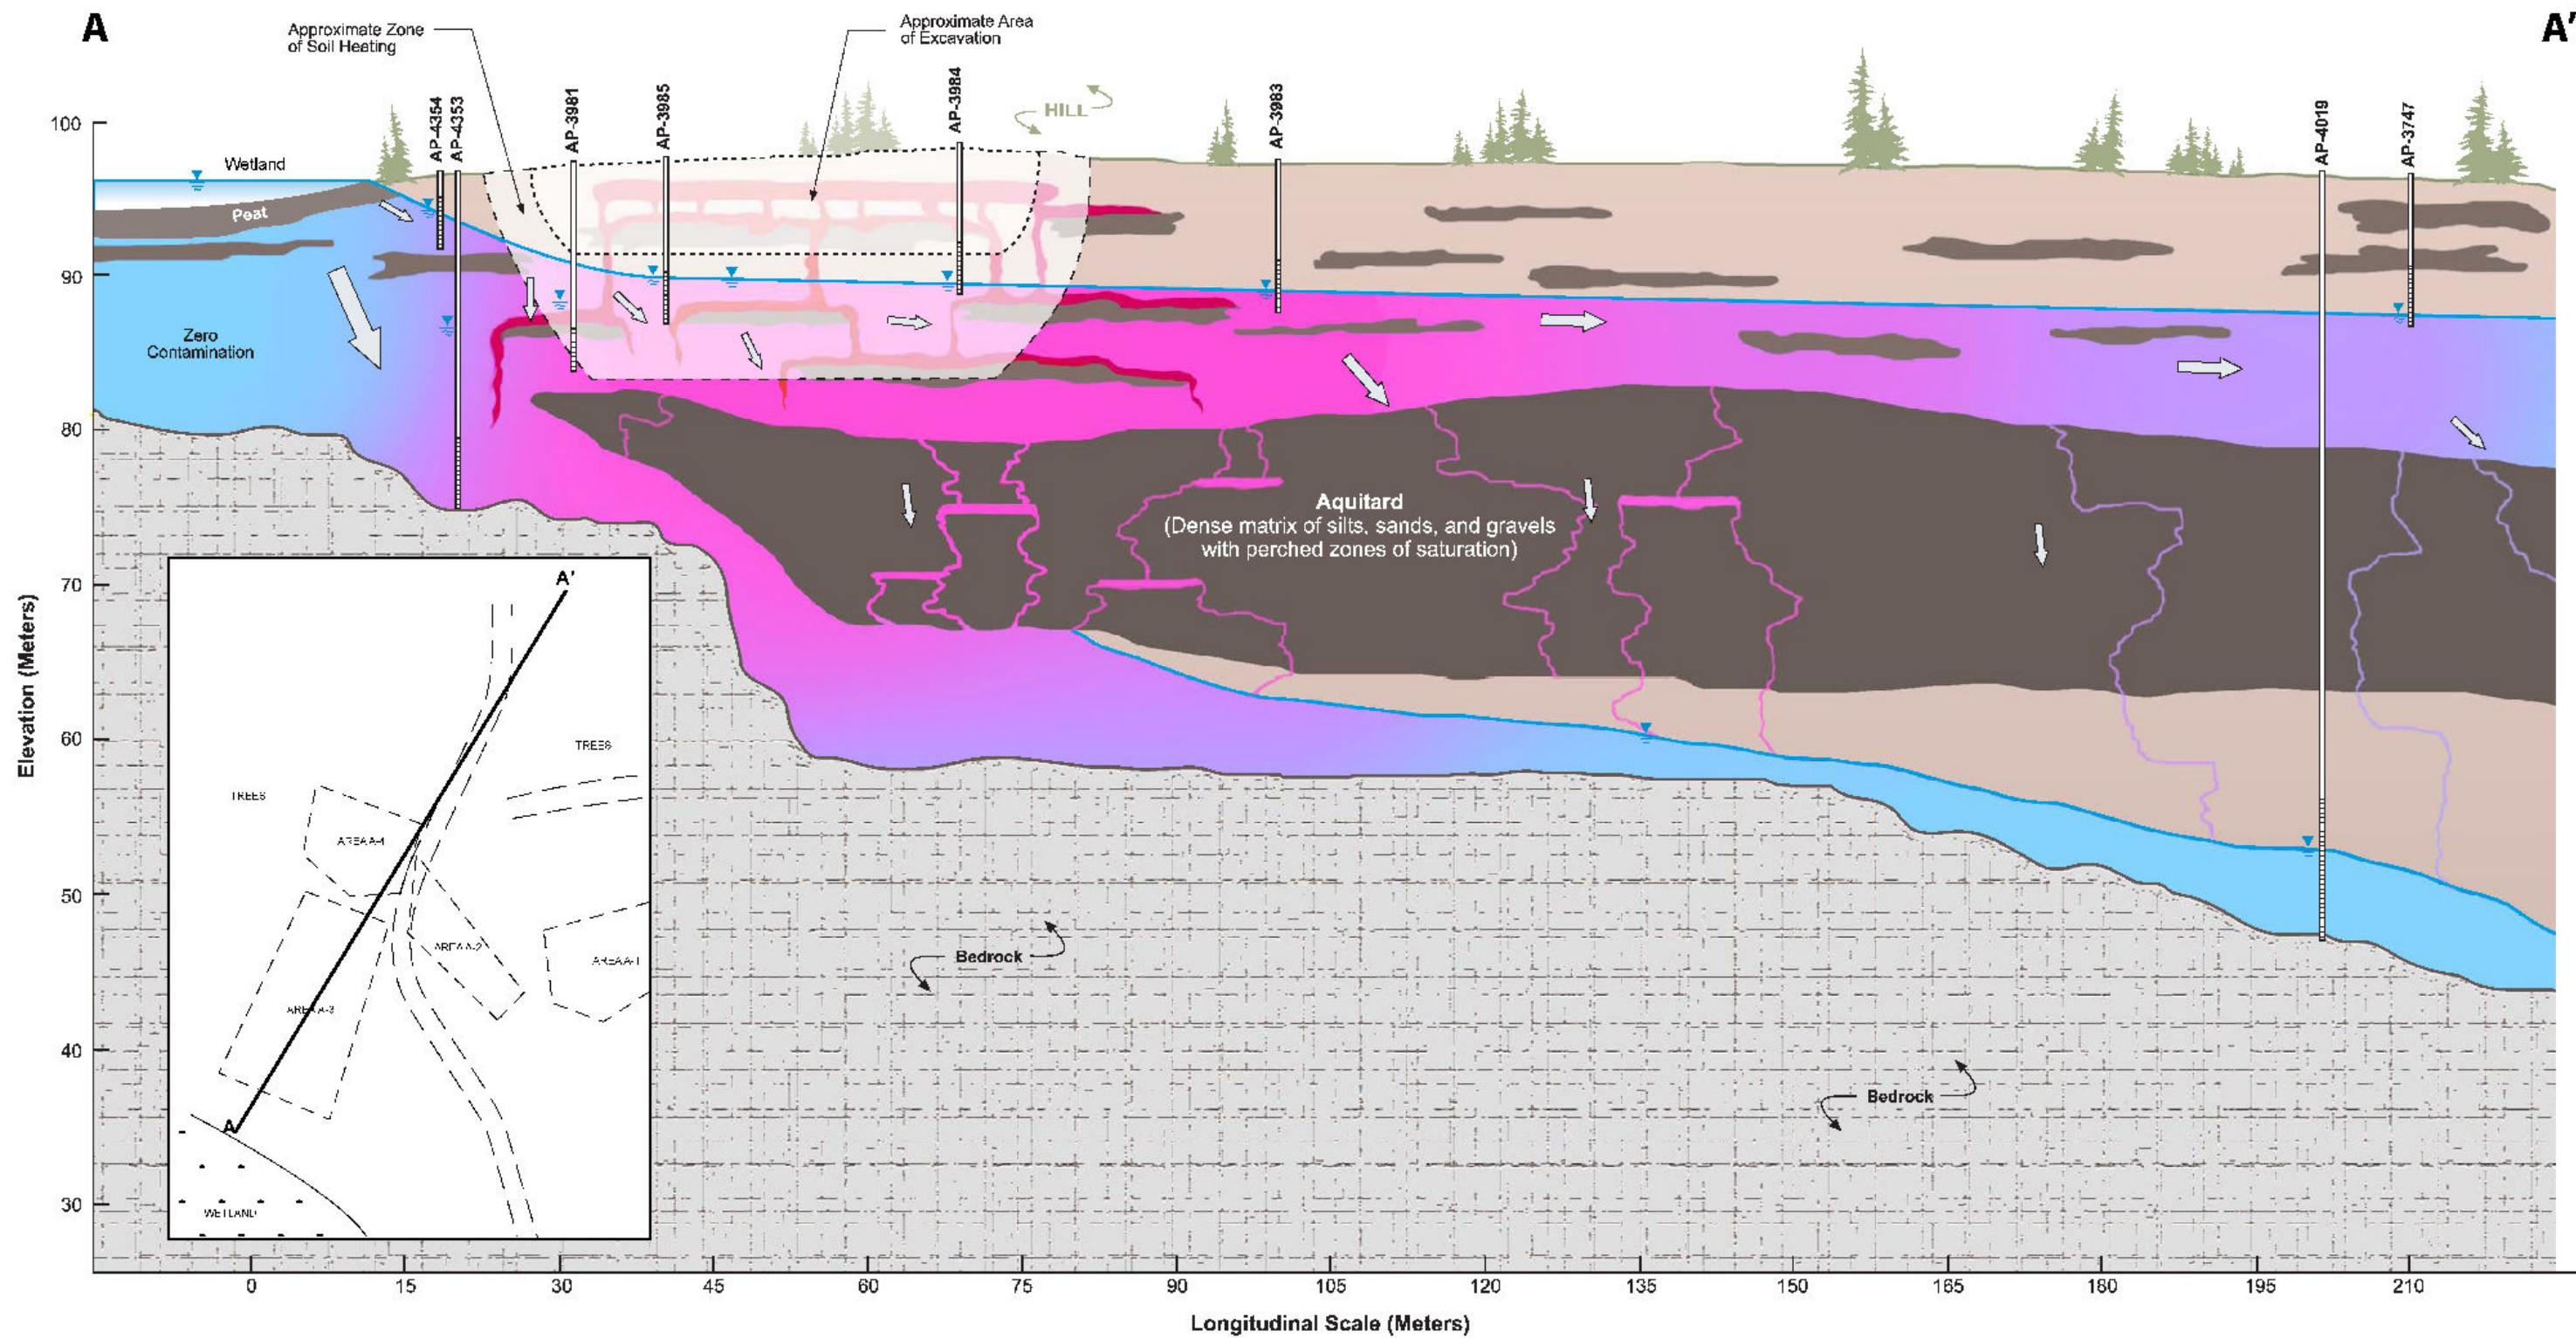 A
A'
Approximate Zone
of Soil Heating
Approximate Area
of Excavation
AP-4354
AP-4353
AP-3981
AP-3985
AP-3984
HILL
AP-3983
AP-4019
AP-3747
Wetland
Peat
Zero
Contamination
Aquitard
(Dense matrix of silts, sands, and gravels
with perched zones of saturation)
Elevation (Meters)
100
90
80
70
60
50
40
30
A'
TREES
TREES
AREA A-4
AREA A-2
AREA A-1
AREA A-3
A
WETLAND
Bedrock
Bedrock
0 15 30 45 60 75 90 105 120 135 150 165 180 195 210
Longitudinal Scale (Meters)